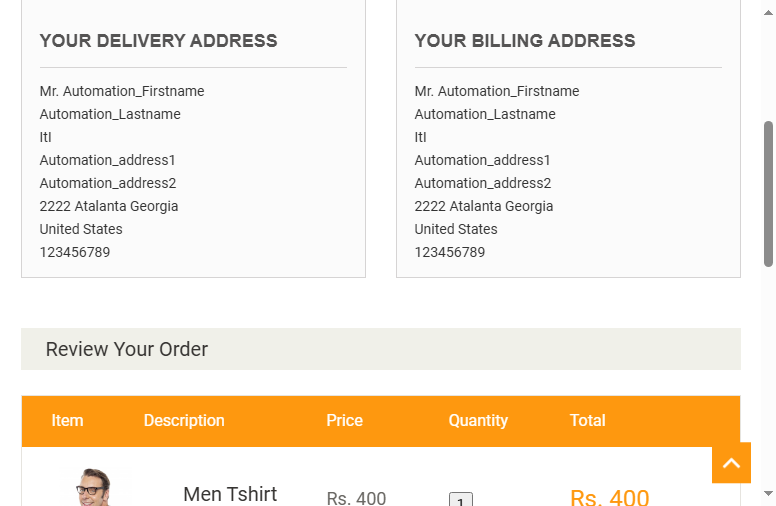 YOUR DELIVERY ADDRESS
Mr. Automation_Firstname
Automation_Lastname
ItI
Automation_address1
Automation_address2
2222 Atalanta Georgia
United States
123456789
YOUR BILLING ADDRESS
Mr. Automation_Firstname
Automation_Lastname
ItI
Automation_address1
Automation_address2
2222 Atalanta Georgia
United States
123456789
Review Your Order
Item Description Price Quantity Total
Men Tshirt Rs. 400 1 Rs. 400